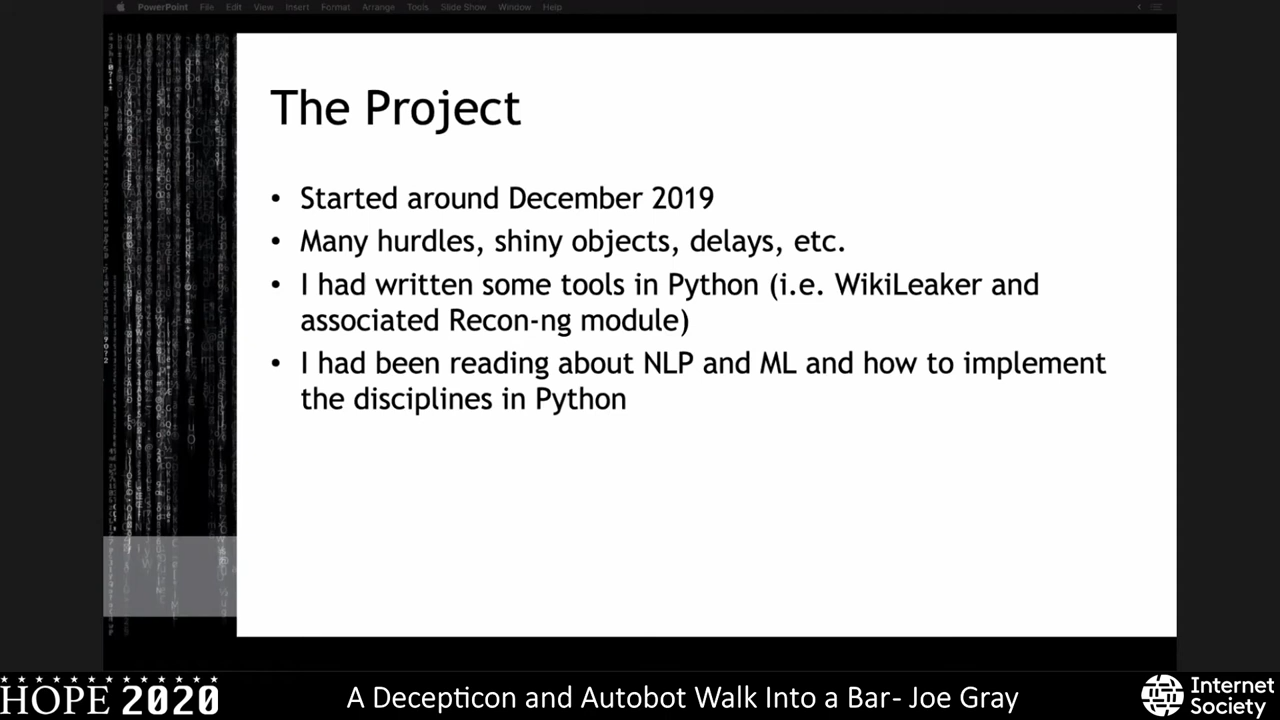 PowerPoint File Edit View Insert Format Arrange Tools Slide Show Window Help
The Project
• Started around December 2019
• Many hurdles, shiny objects, delays, etc.
• I had written some tools in Python (i.e. WikiLeaker and
associated Recon-ng module)
• I had been reading about NLP and ML and how to implement
the disciplines in Python
HOPE 2020
A Decepticon and Autobot Walk Into a Bar- Joe Gray
Internet
Society